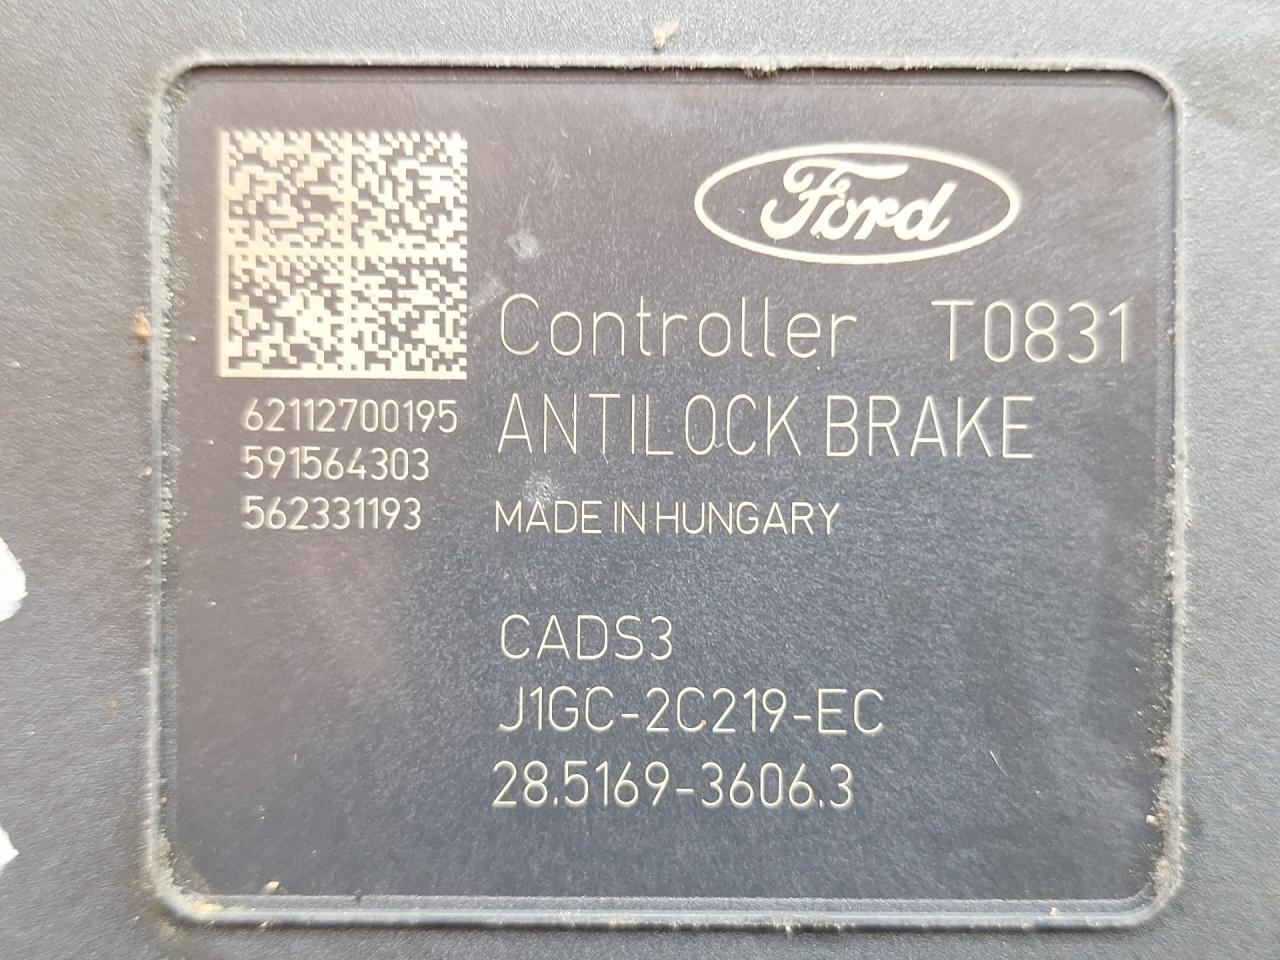 Ford
Controller T0831
ANTILOCK BRAKE
MADE IN HUNGARY
62112700195
591564303
562331193
CADS3
J1GC-2C219-EC
28.5169-3606.3